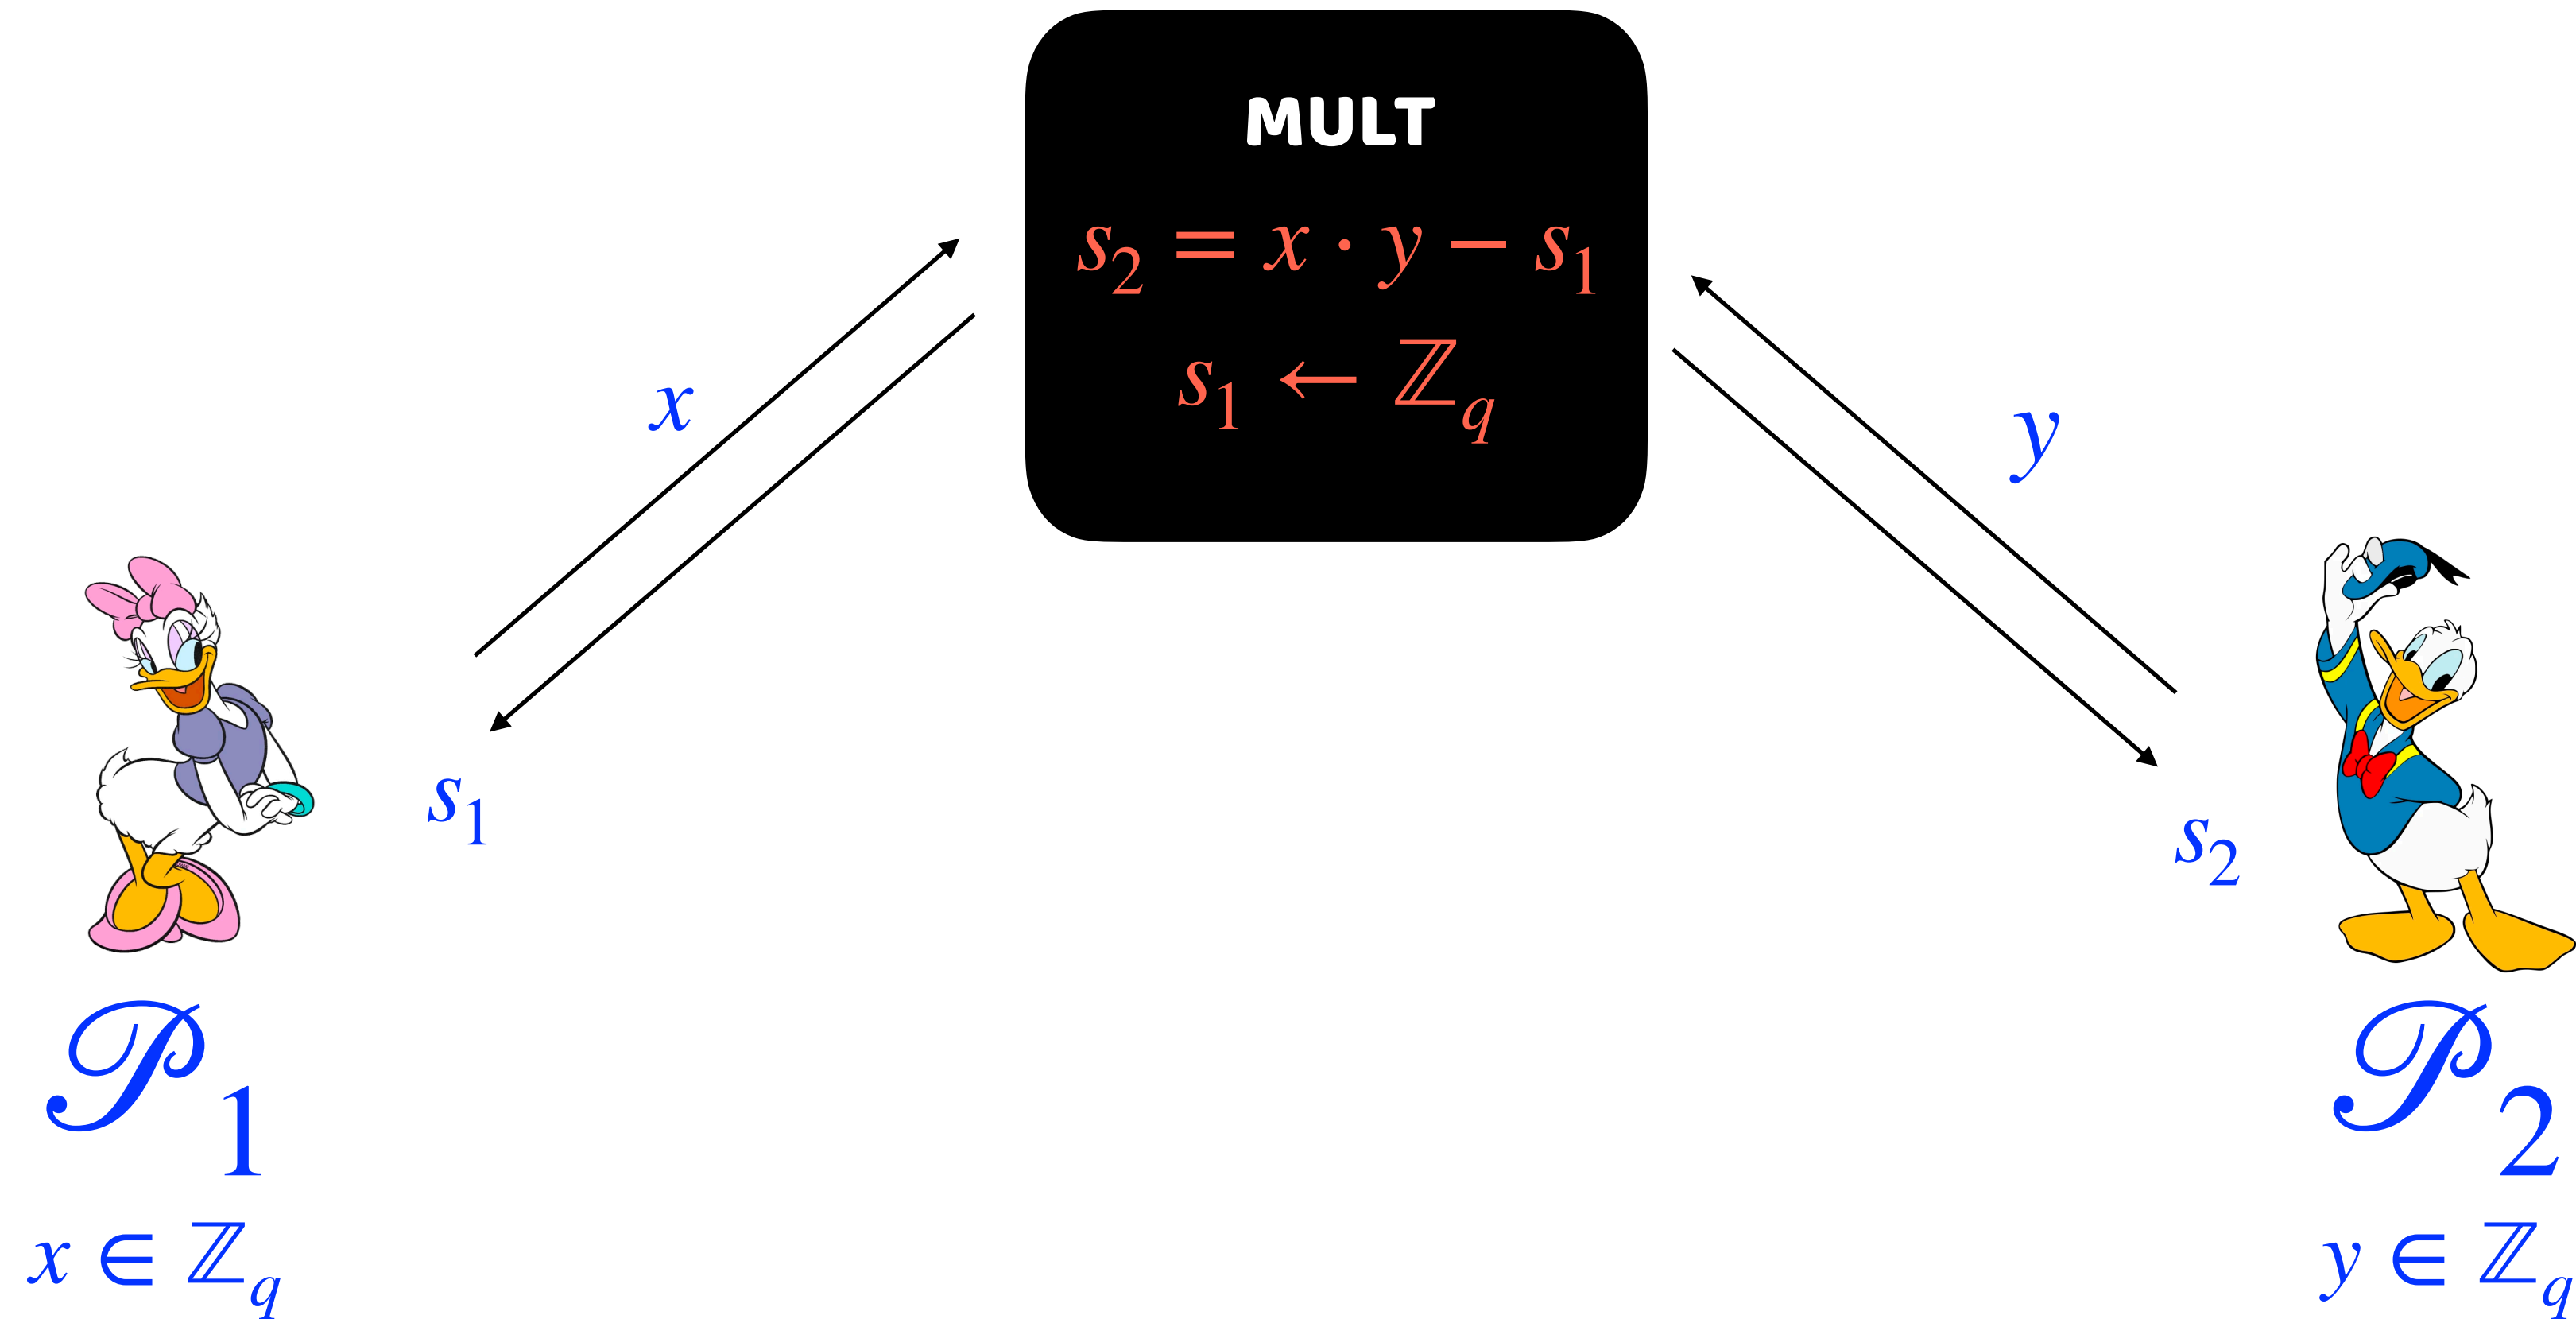 MULT
s₂ = x · y − s₁
s₁ ← ℤ_q
x
y
s₁
s₂
𝒫₁
𝒫₂
x ∈ ℤ_q
y ∈ ℤ_q